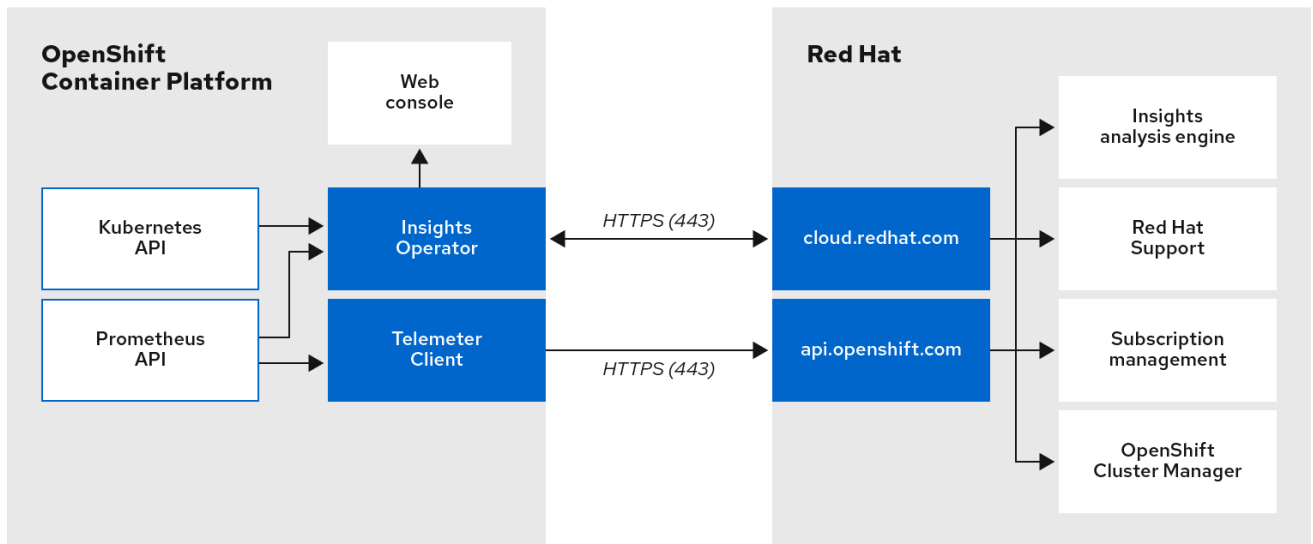 OpenShift
Container Platform
Web
console
Kubernetes
API
Insights
Operator
Prometheus
API
Telemeter
Client
HTTPS (443)
HTTPS (443)
Red Hat
cloud.redhat.com
api.openshift.com
Insights
analysis engine
Red Hat
Support
Subscription
management
OpenShift
Cluster Manager